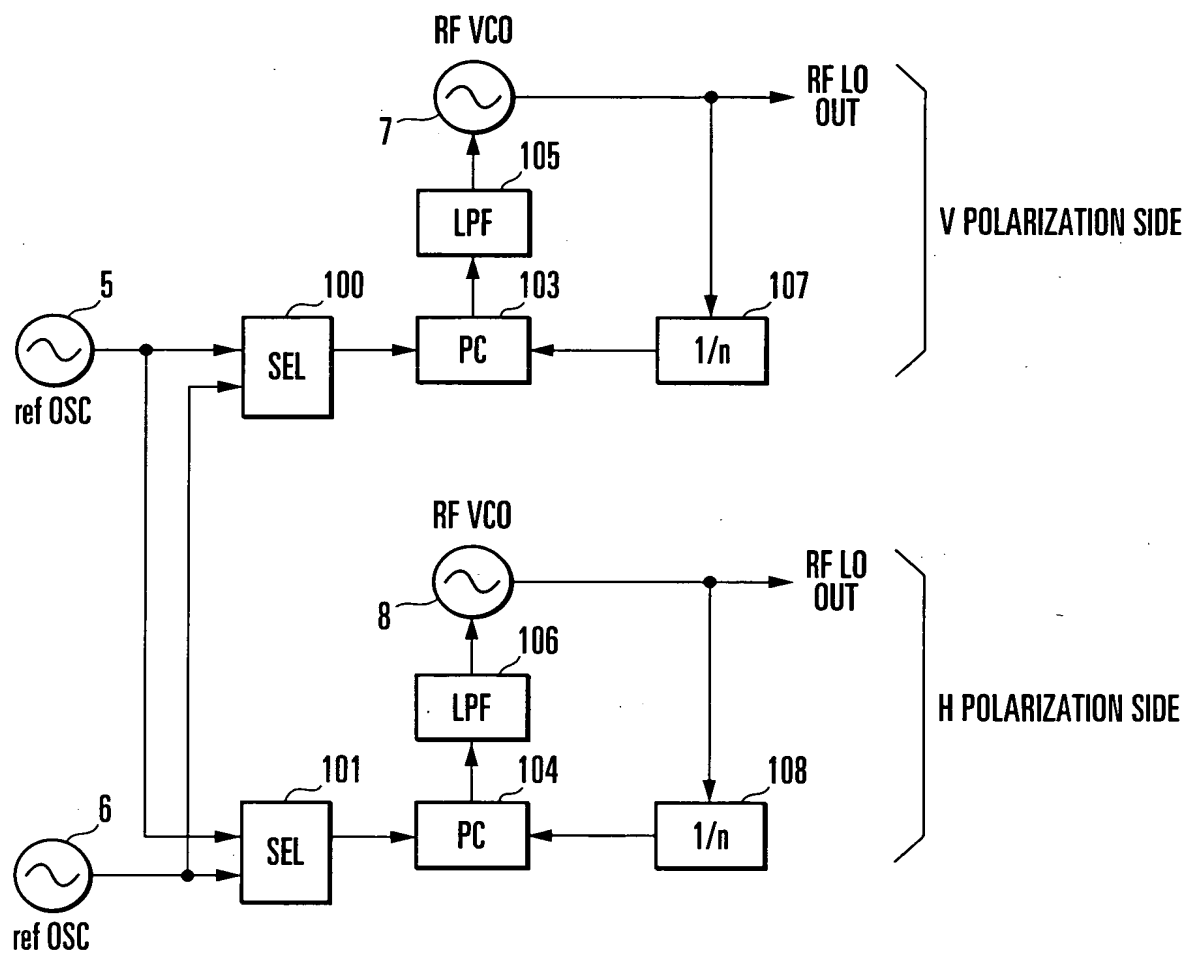 RF VCO
7
RF LO
OUT
105
LPF
V POLARIZATION SIDE
5
100
103
107
SEL
PC
1/n
ref OSC
RF VCO
8
RF LO
OUT
106
LPF
H POLARIZATION SIDE
6
101
104
108
SEL
PC
1/n
ref OSC